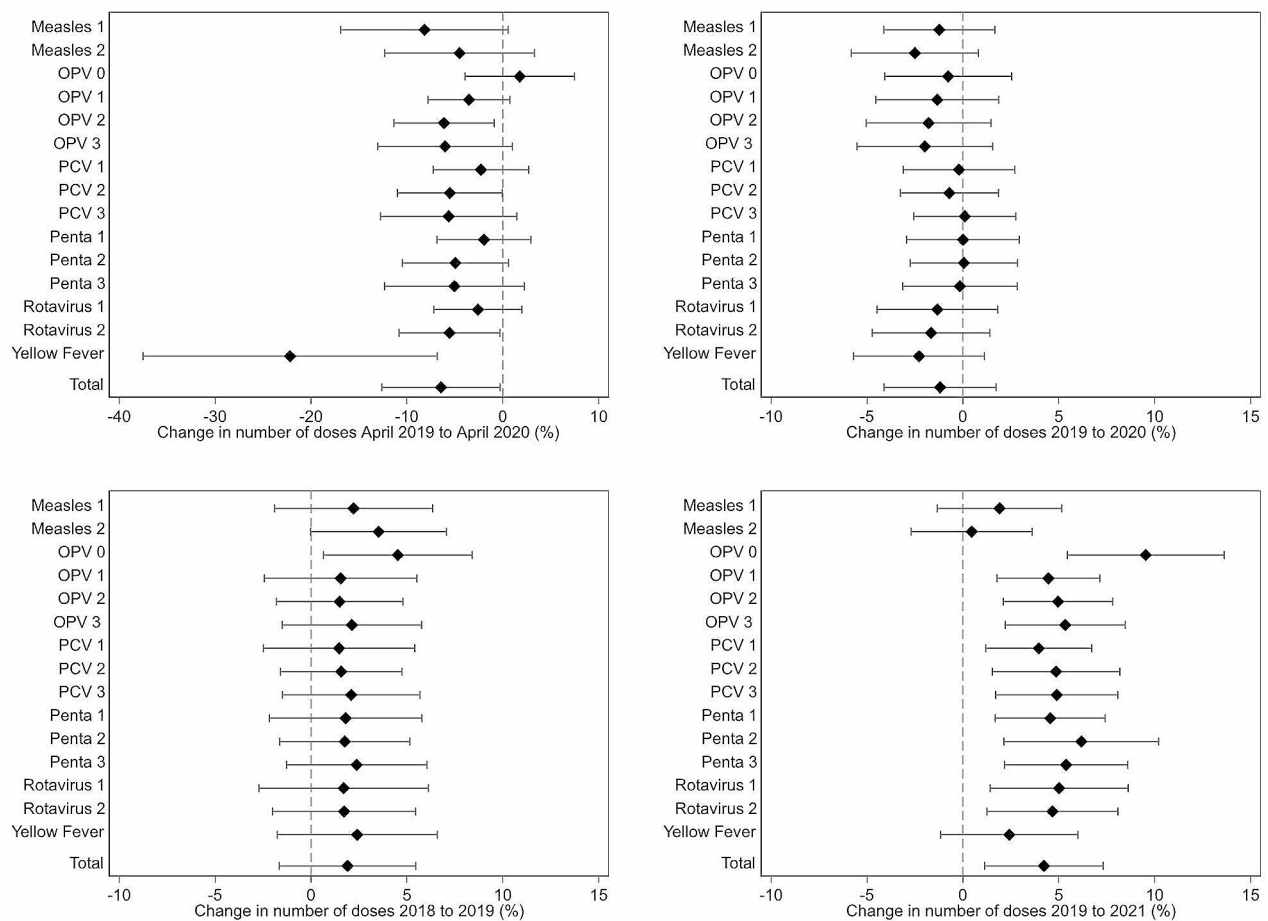 Measles 1
Measles 2
OPV 0
OPV 1
OPV 2
OPV 3
PCV 1
PCV 2
PCV 3
Penta 1
Penta 2
Penta 3
Rotavirus 1
Rotavirus 2
Yellow Fever
Total
-40 -30 -20 -10 0 10
Change in number of doses April 2019 to April 2020 (%)
Measles 1
Measles 2
OPV 0
OPV 1
OPV 2
OPV 3
PCV 1
PCV 2
PCV 3
Penta 1
Penta 2
Penta 3
Rotavirus 1
Rotavirus 2
Yellow Fever
Total
-10 -5 0 5 10 15
Change in number of doses 2019 to 2020 (%)
Measles 1
Measles 2
OPV 0
OPV 1
OPV 2
OPV 3
PCV 1
PCV 2
PCV 3
Penta 1
Penta 2
Penta 3
Rotavirus 1
Rotavirus 2
Yellow Fever
Total
-10 -5 0 5 10 15
Change in number of doses 2018 to 2019 (%)
Measles 1
Measles 2
OPV 0
OPV 1
OPV 2
OPV 3
PCV 1
PCV 2
PCV 3
Penta 1
Penta 2
Penta 3
Rotavirus 1
Rotavirus 2
Yellow Fever
Total
-10 -5 0 5 10 15
Change in number of doses 2019 to 2021 (%)